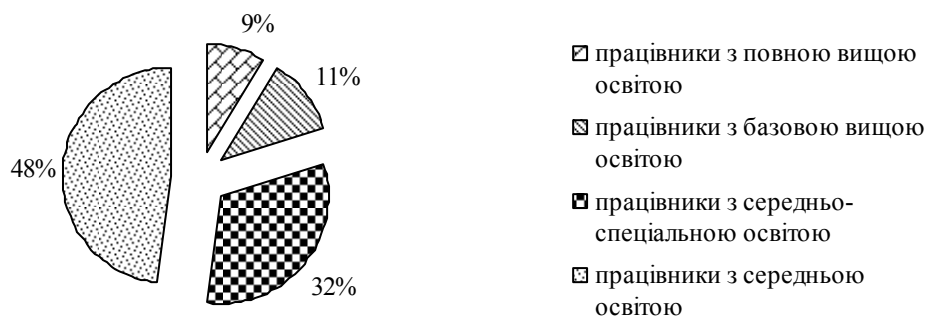 9%
11%
48%
32%
працівники з повною вищою
освітою
працівники з базовою вищою
освітою
працівники з середньо-
спеціальною освітою
працівники з середньою
освітою